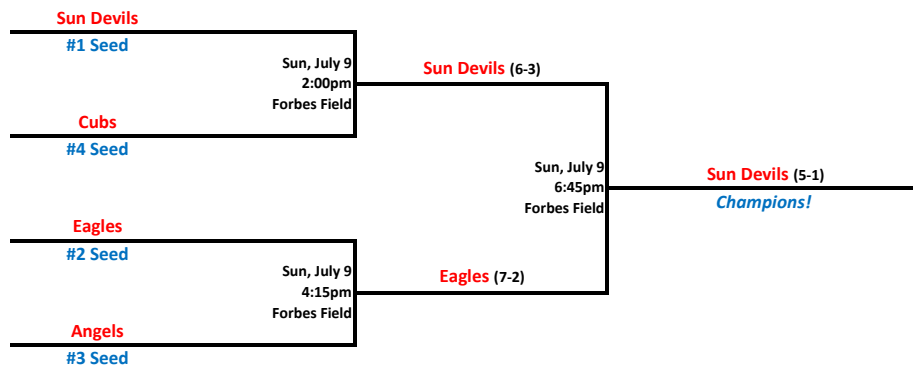 Sun Devils
#1 Seed
Sun, July 9
2:00pm
Forbes Field
Sun Devils (6-3)
Cubs
#4 Seed
Sun, July 9
6:45pm
Forbes Field
Sun Devils (5-1)
Champions!
Eagles
#2 Seed
Sun, July 9
4:15pm
Forbes Field
Eagles (7-2)
Angels
#3 Seed